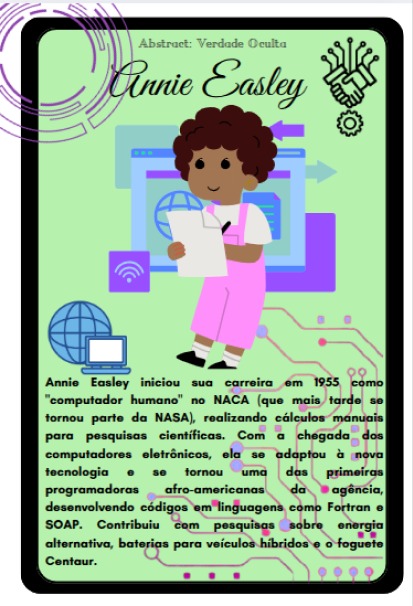 Abstract: Verdade Oculta
Annie Easley
Annie Easley iniciou sua carreira em 1955 como
"computador humano" no NACA (que mais tarde se
tornou parte da NASA), realizando cálculos manuais
para pesquisas científicas. Com a chegada dos
computadores eletrônicos, ela se adaptou à nova
tecnologia e se tornou uma das primeiras
programadoras afro-americanas da agência,
desenvolvendo códigos em linguagens como Fortran e
SOAP. Contribuiu com pesquisas sobre energia
alternativa, baterias para veículos híbridos e o foguete
Centaur.